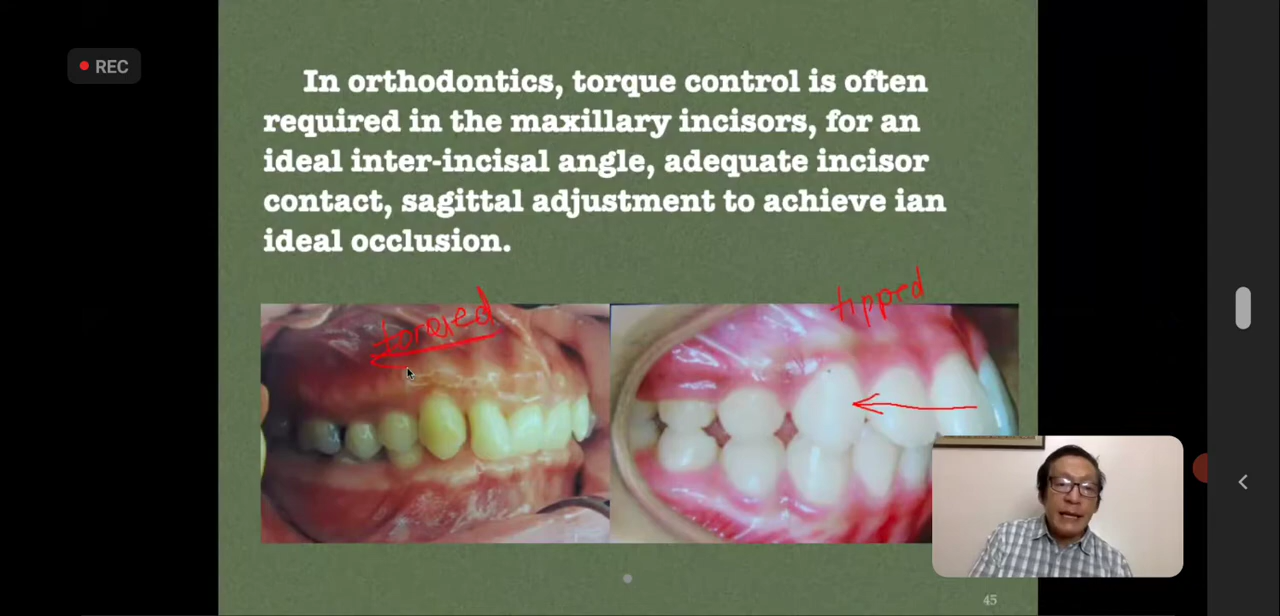 REC
In orthodontics, torque control is often
required in the maxillary incisors, for an
ideal inter-incisal angle, adequate incisor
contact, sagittal adjustment to achieve ian
ideal occlusion.
tipped
45